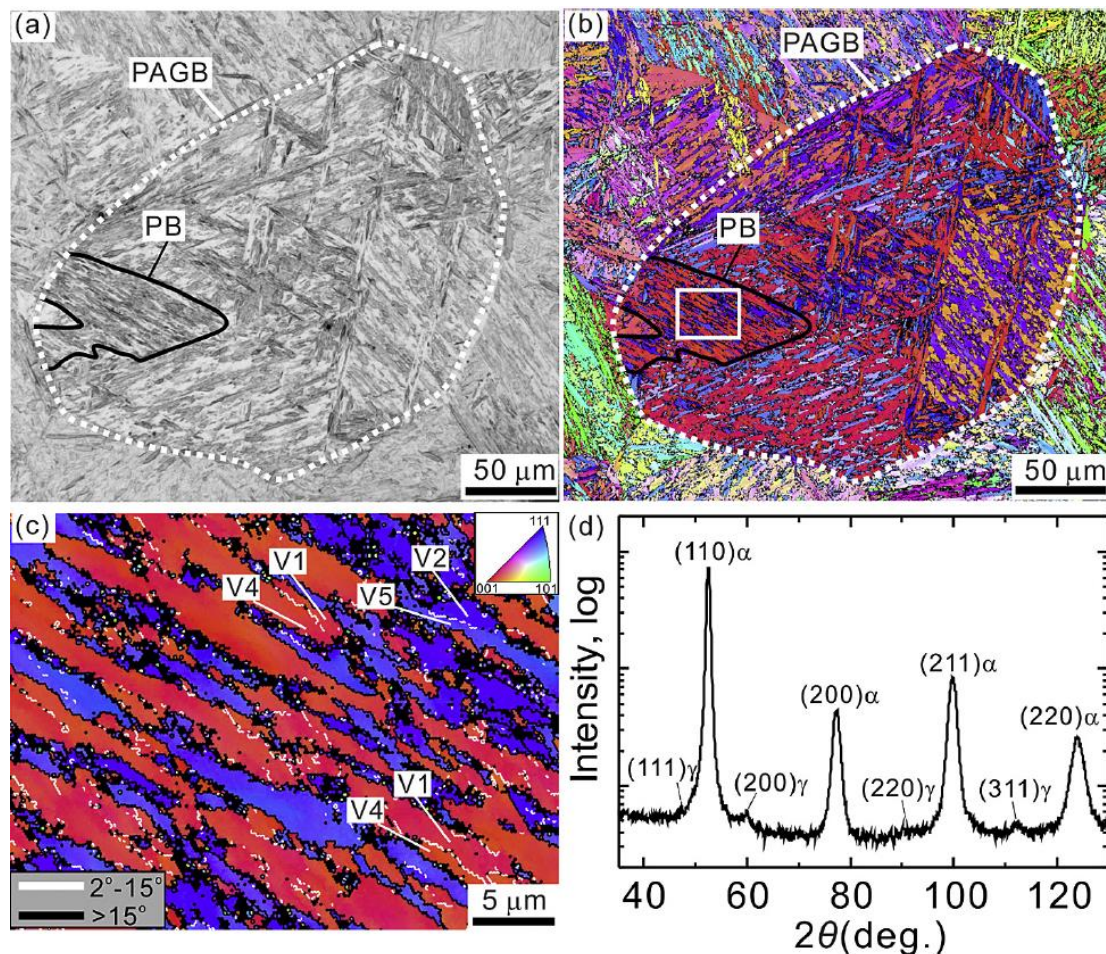 (a)
PAGB
PB
50 μm
(b)
PAGB
PB
50 μm
(c)
111
001 101
V2
V1
V4
V5
V1
V4
2°-15°
>15°
5 μm
(d)
Intensity, log
(110)α
(211)α
(200)α
(220)α
(111)γ
(200)γ
(220)γ
(311)γ
40 60 80 100 120
2θ(deg.)